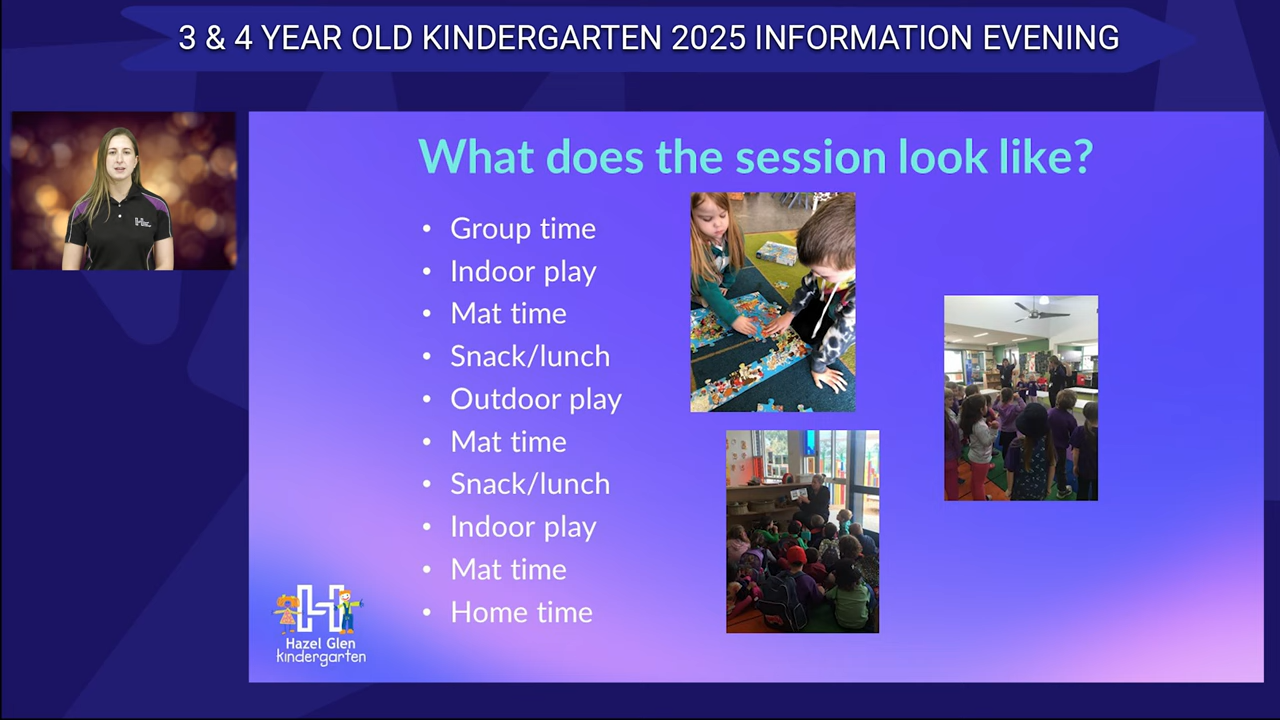 3 & 4 YEAR OLD KINDERGARTEN 2025 INFORMATION EVENING
What does the session look like?
• Group time
• Indoor play
• Mat time
• Snack/lunch
• Outdoor play
• Mat time
• Snack/lunch
• Indoor play
• Mat time
• Home time
H
Hazel Glen
kindergarten